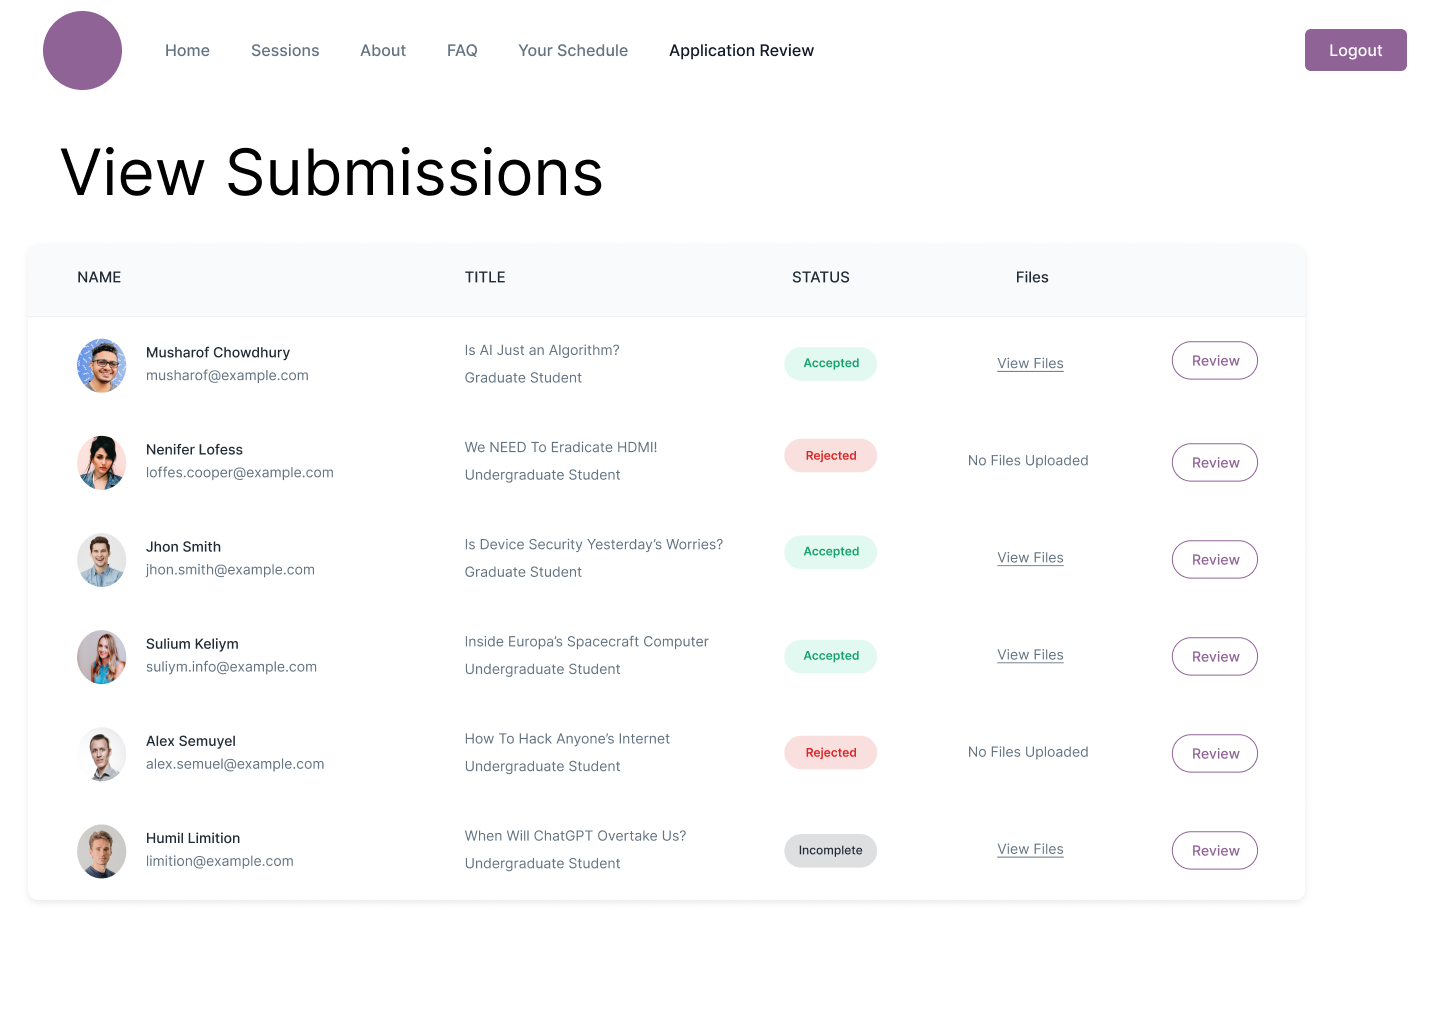 Home Sessions About FAQ Your Schedule Application Review Logout
View Submissions
NAME TITLE STATUS Files
Musharof Chowdhury
musharof@example.com
Is AI Just an Algorithm?
Graduate Student
Accepted
View Files
Review
Nenifer Lofess
loffes.cooper@example.com
We NEED To Eradicate HDMI!
Undergraduate Student
Rejected
No Files Uploaded
Review
Jhon Smith
jhon.smith@example.com
Is Device Security Yesterday’s Worries?
Graduate Student
Accepted
View Files
Review
Sulium Keliym
suliym.info@example.com
Inside Europa’s Spacecraft Computer
Undergraduate Student
Accepted
View Files
Review
Alex Semuyel
alex.semuel@example.com
How To Hack Anyone’s Internet
Undergraduate Student
Rejected
No Files Uploaded
Review
Humil Limition
limition@example.com
When Will ChatGPT Overtake Us?
Undergraduate Student
Incomplete
View Files
Review